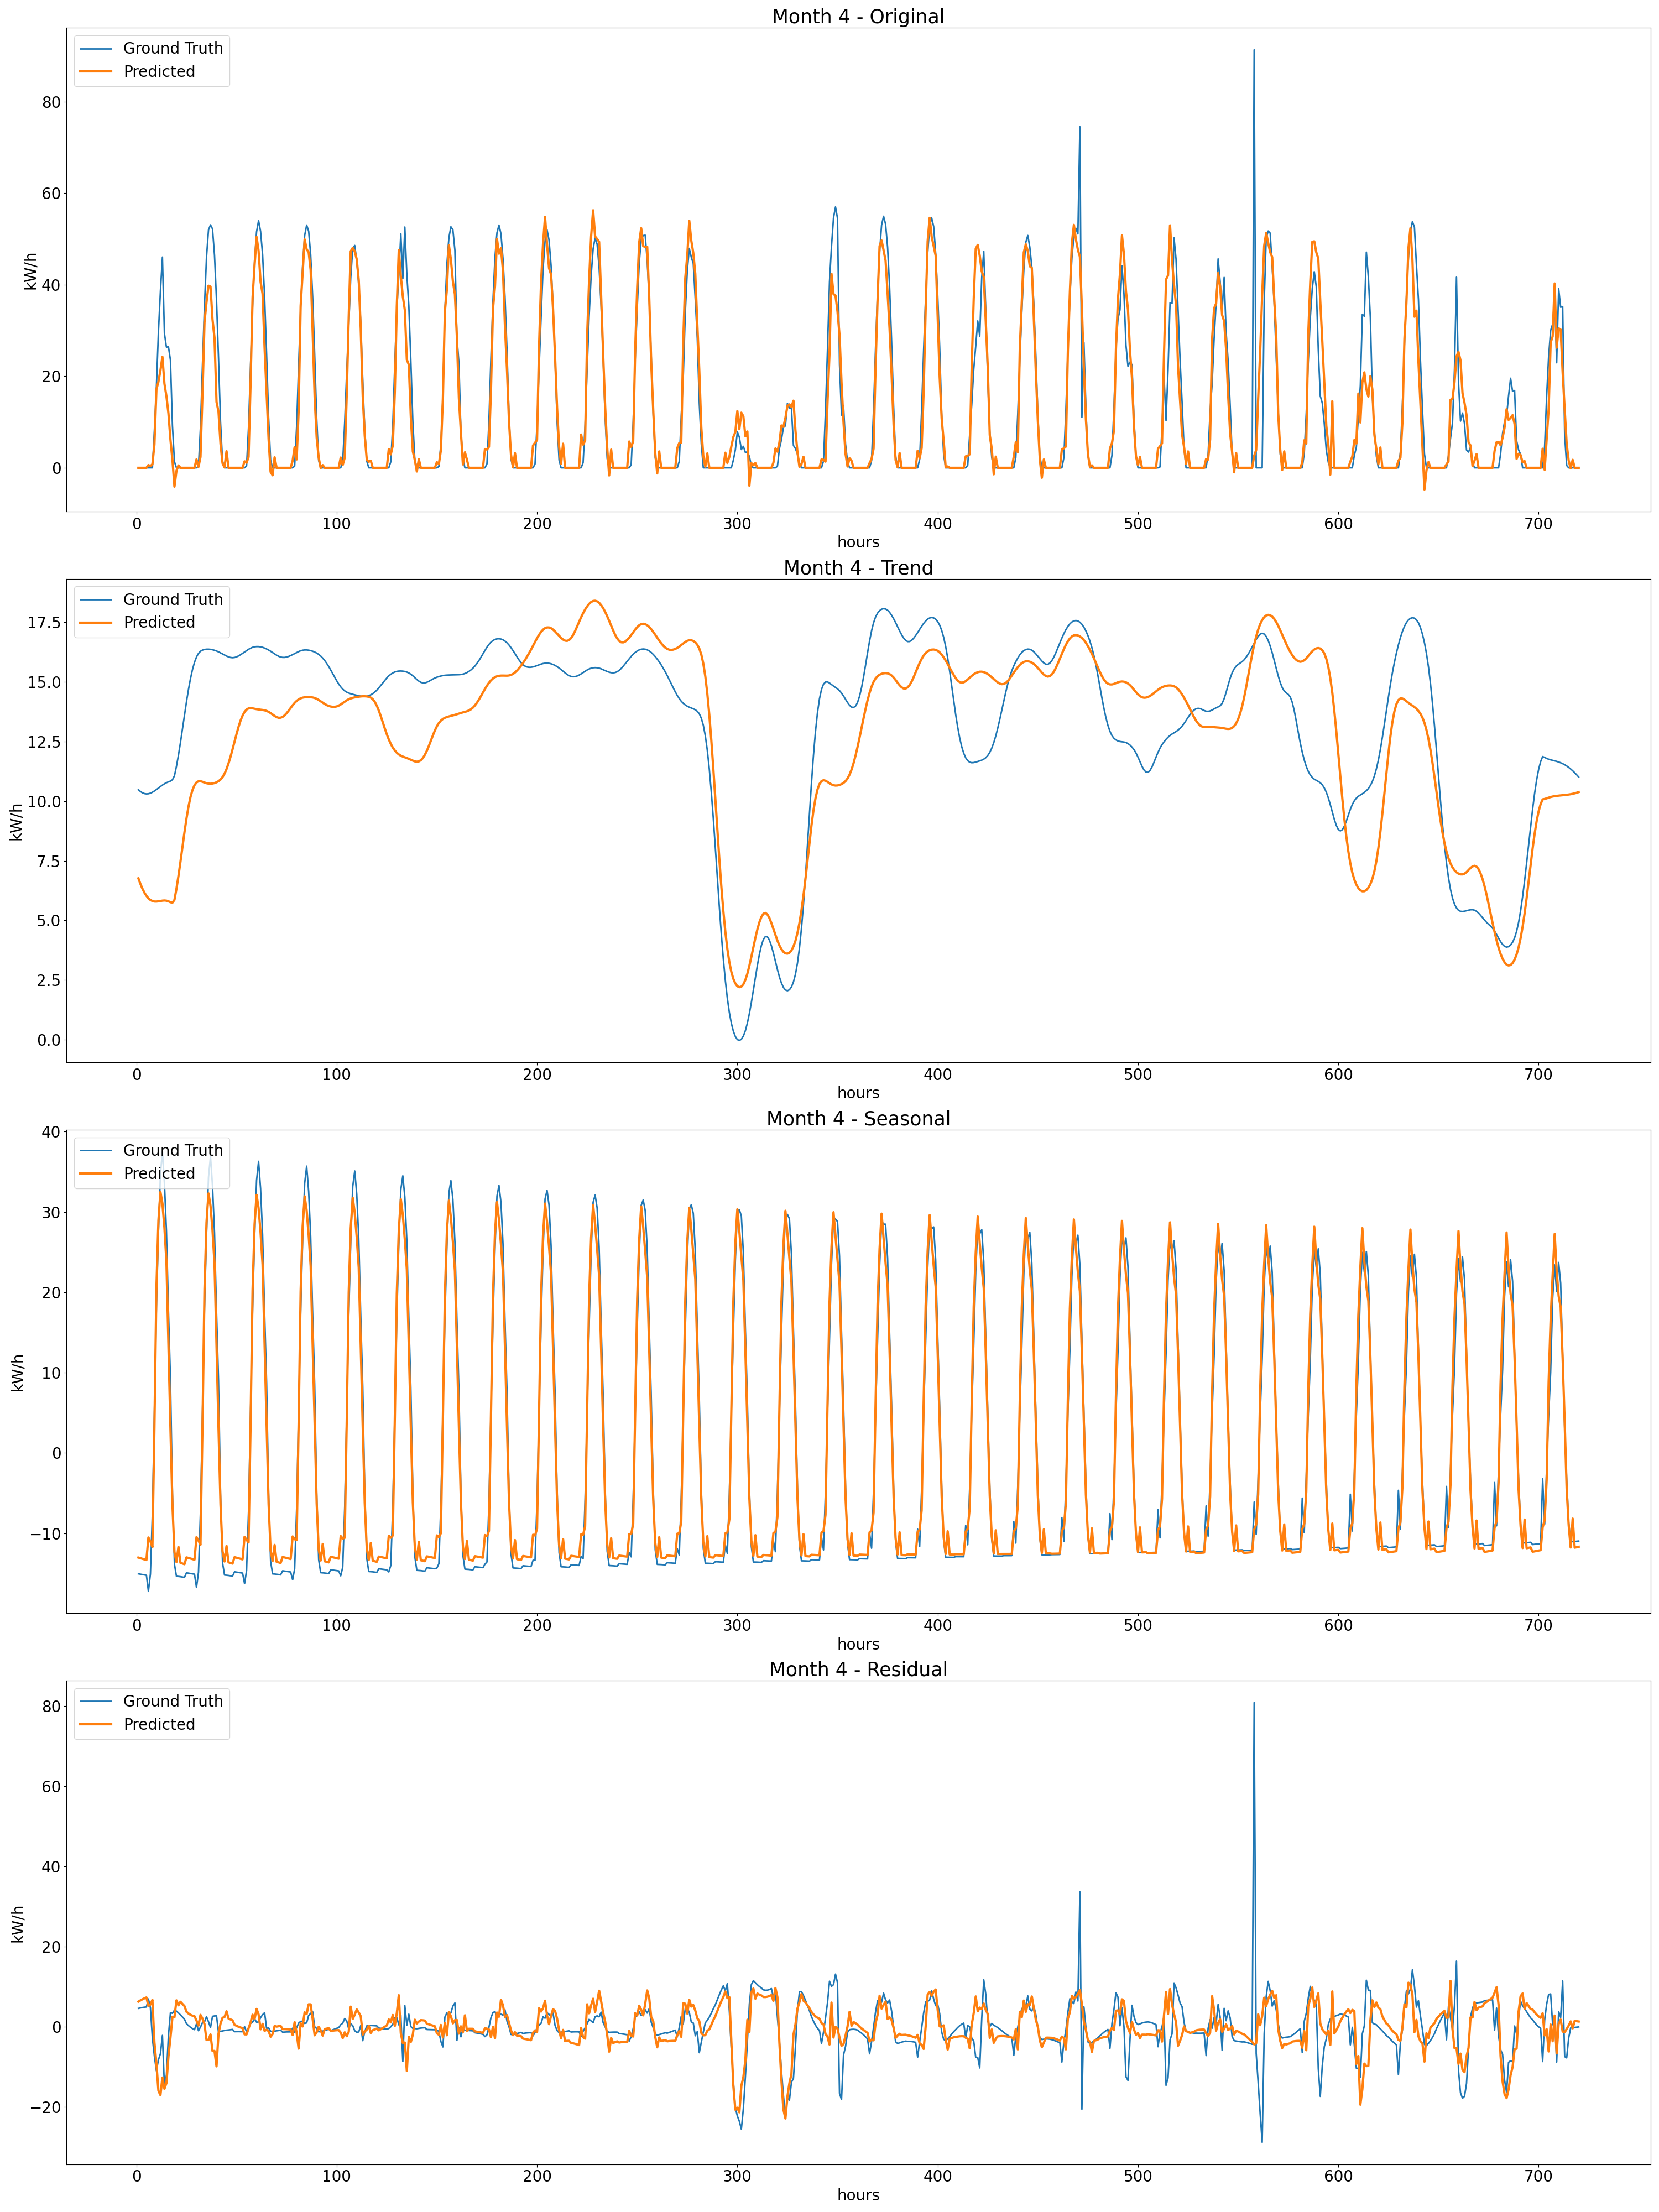 Month 4 - Original
Ground Truth
Predicted
kW/h
80
60
40
20
0
0 100 200 300 400 500 600 700
hours
Month 4 - Trend
Ground Truth
Predicted
kW/h
17.5
15.0
12.5
10.0
7.5
5.0
2.5
0.0
0 100 200 300 400 500 600 700
hours
Month 4 - Seasonal
Ground Truth
Predicted
kW/h
40
30
20
10
0
−10
0 100 200 300 400 500 600 700
hours
Month 4 - Residual
Ground Truth
Predicted
kW/h
80
60
40
20
0
−20
0 100 200 300 400 500 600 700
hours